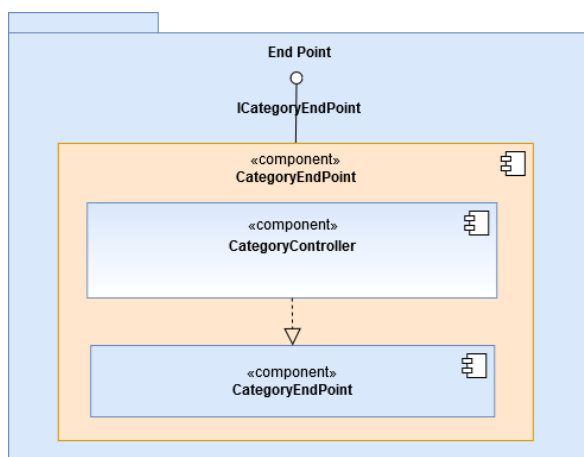 End Point
ICategoryEndPoint
«component»
CategoryEndPoint
«component»
CategoryController
«component»
CategoryEndPoint